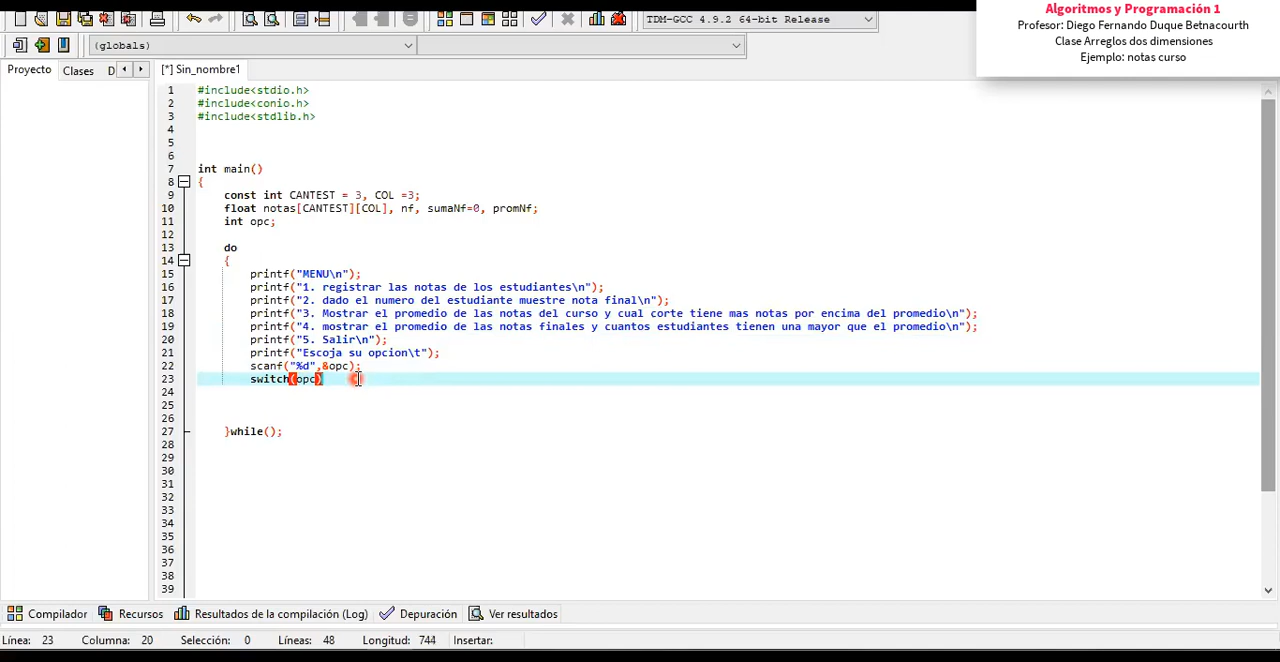 TDM-GCC 4.9.2 64-bit Release
Algoritmos y Programación 1
Profesor: Diego Fernando Duque Betnacourth
Clase Arreglos dos dimensiones
Ejemplo: notas curso
(globals)
Proyecto Clases D [*] Sin_nombre1
1 #include<stdio.h>
2 #include<conio.h>
3 #include<stdlib.h>
4
5
6
7 int main()
8 {
9 const int CANTEST = 3, COL =3;
10 float notas[CANTEST][COL], nf, sumaNf=0, promNf;
11 int opc;
12
13 do
14 {
15 printf("MENU\n");
16 printf("1. registrar las notas de los estudiantes\n");
17 printf("2. dado el numero del estudiante muestre nota final\n");
18 printf("3. Mostrar el promedio de las notas del curso y cual corte tiene mas notas por encima del promedio\n");
19 printf("4. mostrar el promedio de las notas finales y cuantos estudiantes tienen una mayor que el promedio\n");
20 printf("5. Salir\n");
21 printf("Escoja su opcion\t");
22 scanf("%d",&opc);
23 switch(opc)
24
25
26
27 }while();
28
29
30
31
32
33
34
35
36
37
38
39
Compilador Recursos Resultados de la compilación (Log) Depuración Ver resultados
Línea: 23 Columna: 20 Selección: 0 Líneas: 48 Longitud: 744 Insertar: